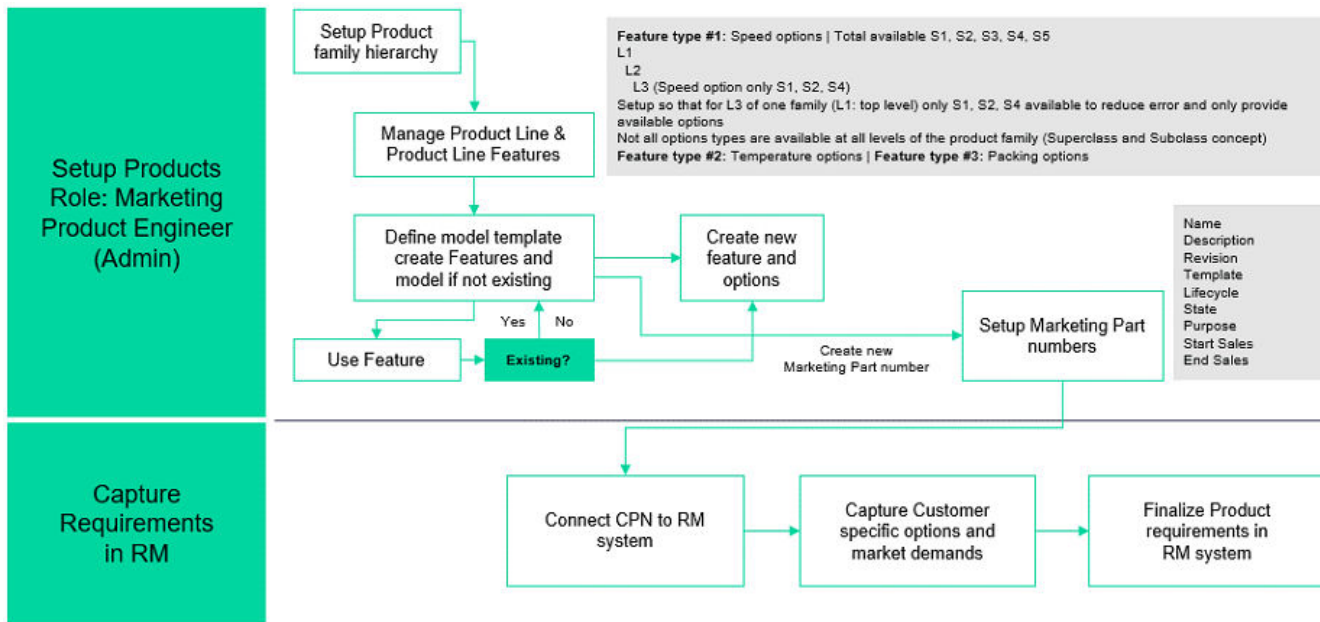 Setup Products
Role: Marketing
Product Engineer
(Admin)
Setup Product
family hierarchy
Manage Product Line &
Product Line Features
Define model template
create Features and
model if not existing
Create new
feature and
options
Yes
No
Use Feature
Existing?
Create new
Marketing Part number
Setup Marketing Part
numbers
Feature type #1: Speed options | Total available S1, S2, S3, S4, S5
L1
L2
L3 (Speed option only S1, S2, S4)
Setup so that for L3 of one family (L1: top level) only S1, S2, S4 available to reduce error and only provide
available options
Not all options types are available at all levels of the product family (Superclass and Subclass concept)
Feature type #2: Temperature options | Feature type #3: Packing options
Name
Description
Revision
Template
Lifecycle
State
Purpose
Start Sales
End Sales
Capture
Requirements
in RM
Connect CPN to RM
system
Capture Customer
specific options and
market demands
Finalize Product
requirements in
RM system